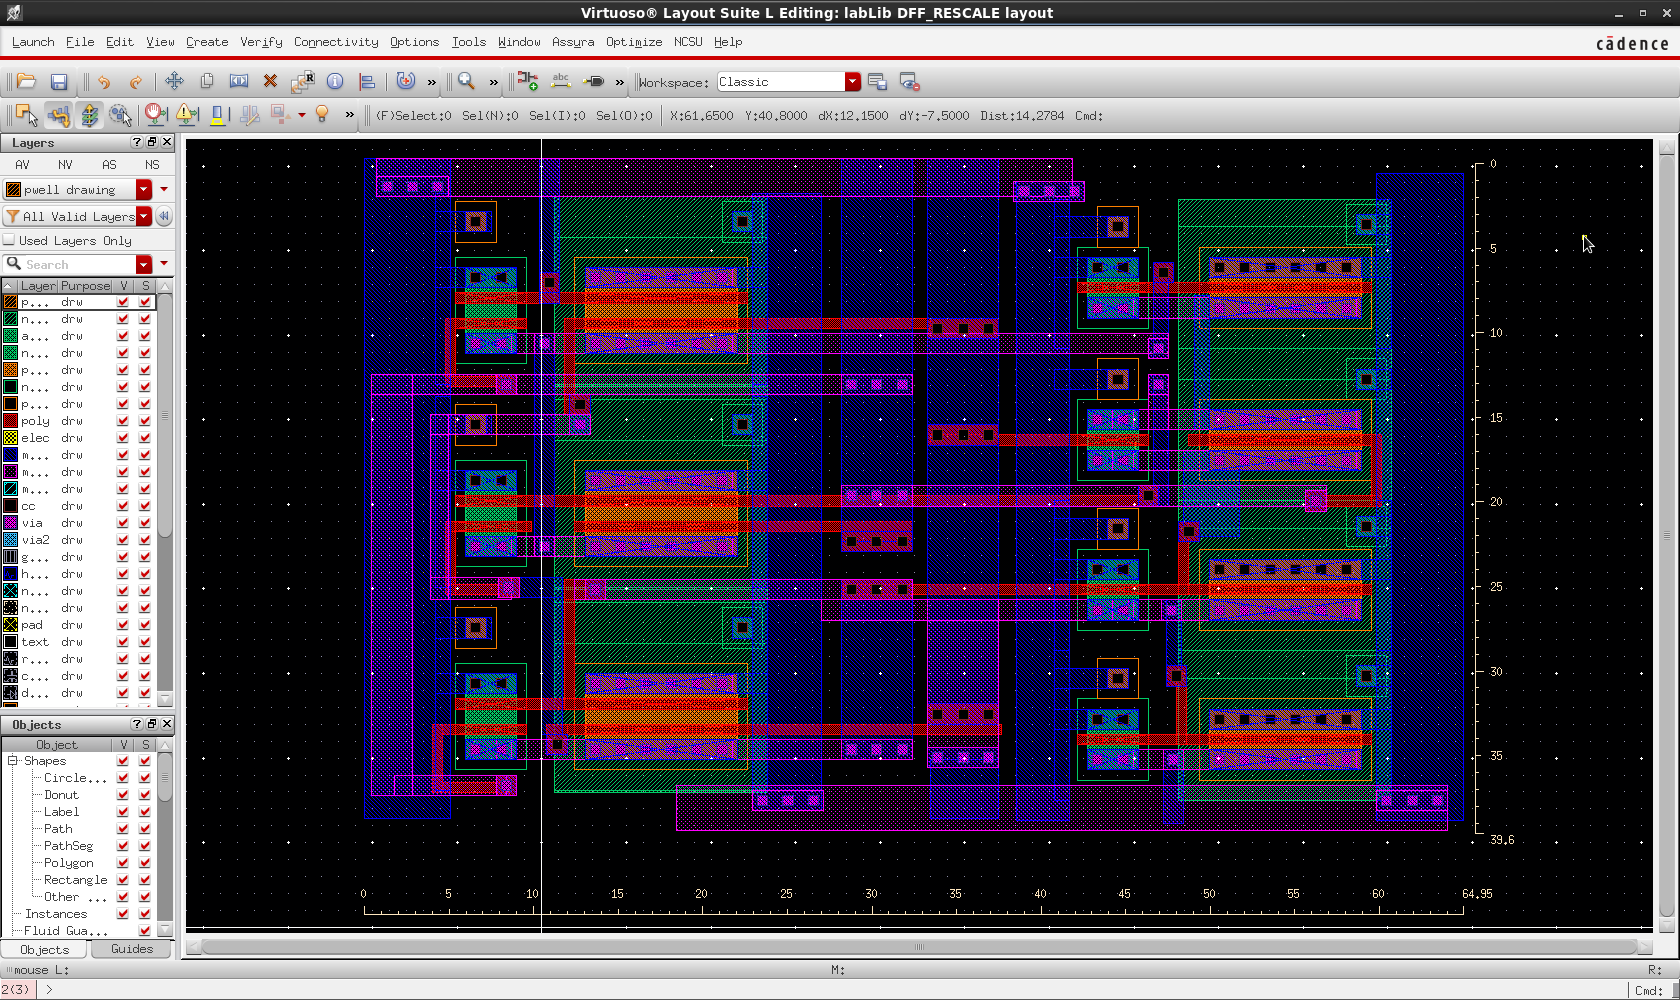 Virtuoso® Layout Suite L Editing: labLib DFF_RESCALE layout
Launch File Edit View Create Verify Connectivity Options Tools Window Assura Optimize NCSU Help
cādence
R abc » Workspace: Classic
» (F)Select:0 Sel(N):0 Sel(I):0 Sel(O):0 X:61.6500 Y:40.8000 dX:12.1500 dY:-7.5000 Dist:14.2784 Cmd:
Layers
AV NV AS NS
pwell drawing
All Valid Layers
Used Layers Only
Search
Layer Purpose V S
p... drw
n... drw
a... drw
n... drw
p... drw
n... drw
p... drw
poly drw
elec drw
m... drw
m... drw
m... drw
cc drw
via drw
via2 drw
g... drw
h... drw
n... drw
n... drw
pad drw
text drw
r... drw
c... drw
d... drw
Objects
Object V S
Shapes
Circle...
Donut
Label
Path
PathSeg
Polygon
Rectangle
Other ...
Instances
Fluid Gua...
Objects Guides
0
5
10
15
20
25
30
35
39.6
0 5 10 15 20 25 30 35 40 45 50 55 60 64.95
mouse L: M: R:
2(3) > Cmd: